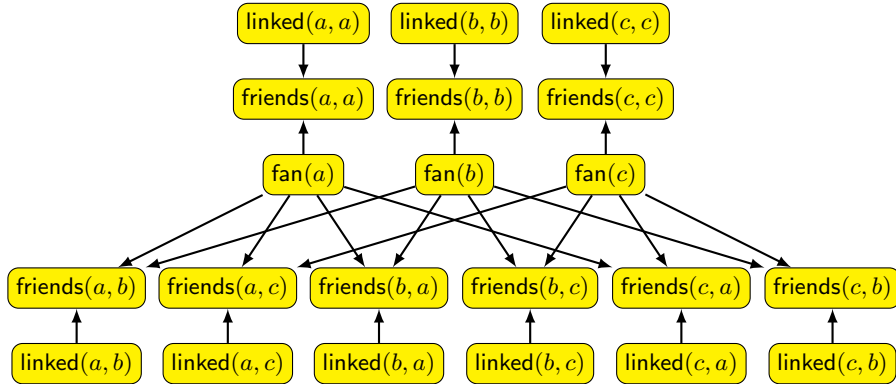 linked(a, a) linked(b, b) linked(c, c)
friends(a, a) friends(b, b) friends(c, c)
fan(a) fan(b) fan(c)
friends(a, b) friends(a, c) friends(b, a) friends(b, c) friends(c, a) friends(c, b)
linked(a, b) linked(a, c) linked(b, a) linked(b, c) linked(c, a) linked(c, b)